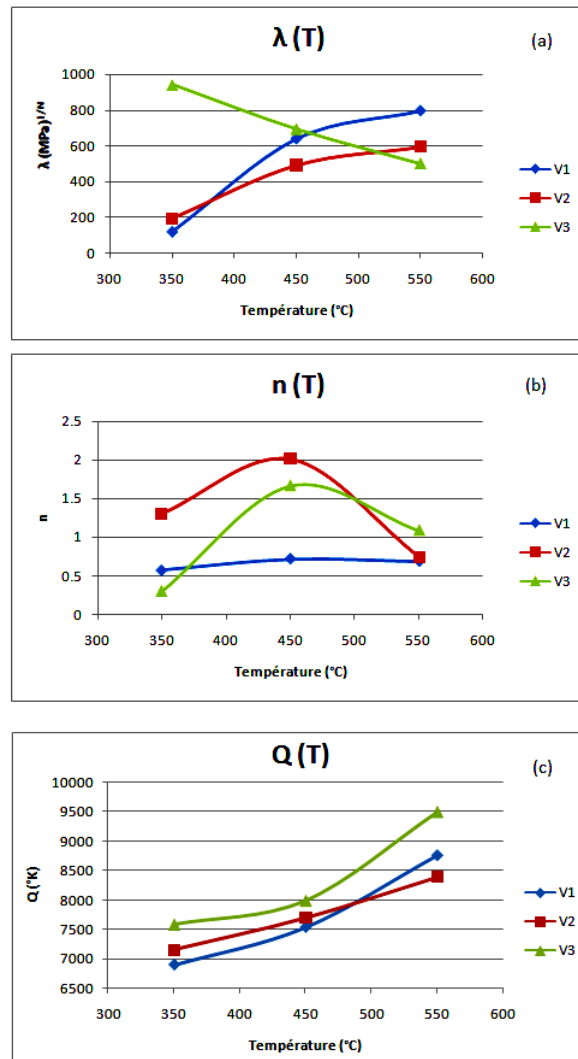 λ (T)
(a)
1000
800
600
400
200
0
λ (MPa)^1/N
300 350 400 450 500 550 600
Température (°C)
V1
V2
V3
n (T)
(b)
2.5
2
1.5
1
0.5
0
n
300 350 400 450 500 550 600
Température (°C)
V1
V2
V3
Q (T)
(c)
10000
9500
9000
8500
8000
7500
7000
6500
Q (°K)
300 350 400 450 500 550 600
Température (°C)
V1
V2
V3